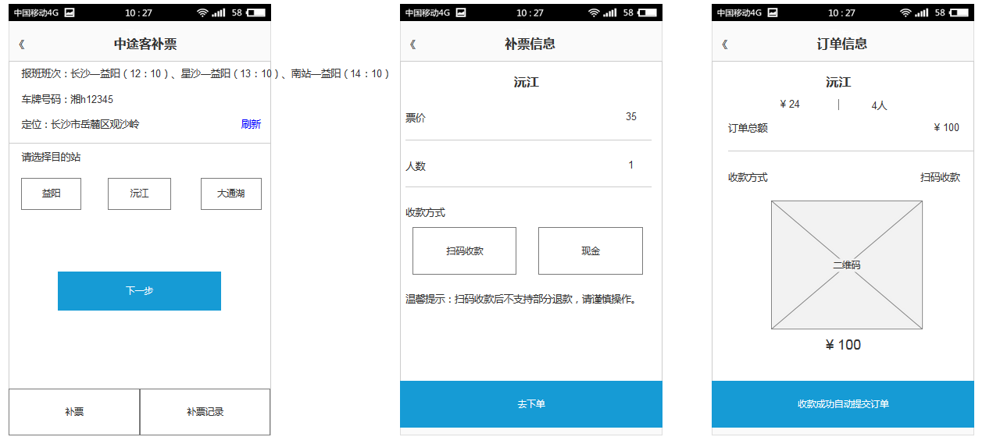 中国移动4G 10:27 58
《 中途客补票
报班班次：长沙—益阳（12：10）、星沙—益阳（13：10）、南站—益阳（14：10）
车牌号码：湘h12345
定位：长沙市岳麓区观沙岭 刷新
请选择目的站
益阳 沅江 大通湖
下一步
补票 补票记录
中国移动4G 10:27 58
《 补票信息
沅江
票价 35
人数 1
收款方式
扫码收款 现金
温馨提示：扫码收款后不支持部分退款，请谨慎操作。
去下单
中国移动4G 10:27 58
《 订单信息
沅江
¥ 24 | 4人
订单总额 ¥ 100
收款方式 扫码收款
二维码
¥ 100
收款成功自动提交订单